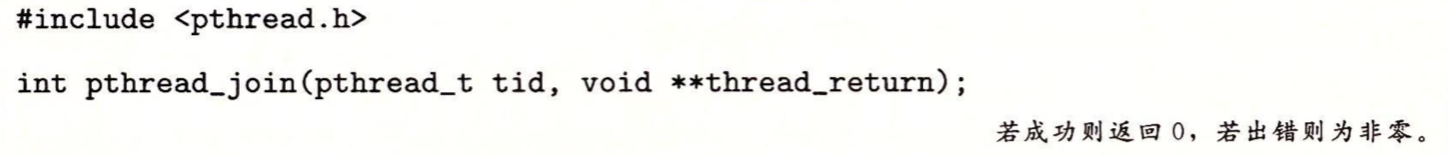 #include <pthread.h>
int pthread_join(pthread_t tid, void **thread_return);
若成功则返回 0，若出错则为非零。